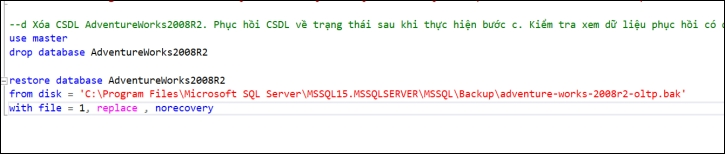 --d Xóa CSDL AdventureWorks2008R2. Phục hồi CSDL về trạng thái sau khi thực hiện bước c. Kiểm tra xem dữ liệu phục hồi có
use master
drop database AdventureWorks2008R2
restore database AdventureWorks2008R2
from disk = 'C:\Program Files\Microsoft SQL Server\MSSQL15.MSSQLSERVER\MSSQL\Backup\adventure-works-2008r2-oltp.bak'
with file = 1, replace , norecovery